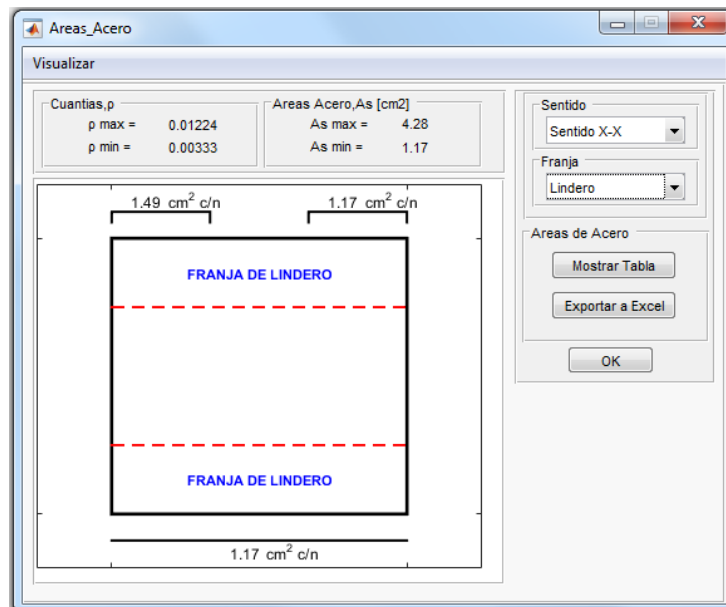 Areas_Acero
Visualizar
Cuantias,ρ
ρ max = 0.01224
ρ min = 0.00333
Areas Acero,As [cm2]
As max = 4.28
As min = 1.17
Sentido
Sentido X-X
Franja
Lindero
Areas de Acero
Mostrar Tabla
Exportar a Excel
OK
1.49 cm² c/n 1.17 cm² c/n
FRANJA DE LINDERO
FRANJA DE LINDERO
1.17 cm² c/n